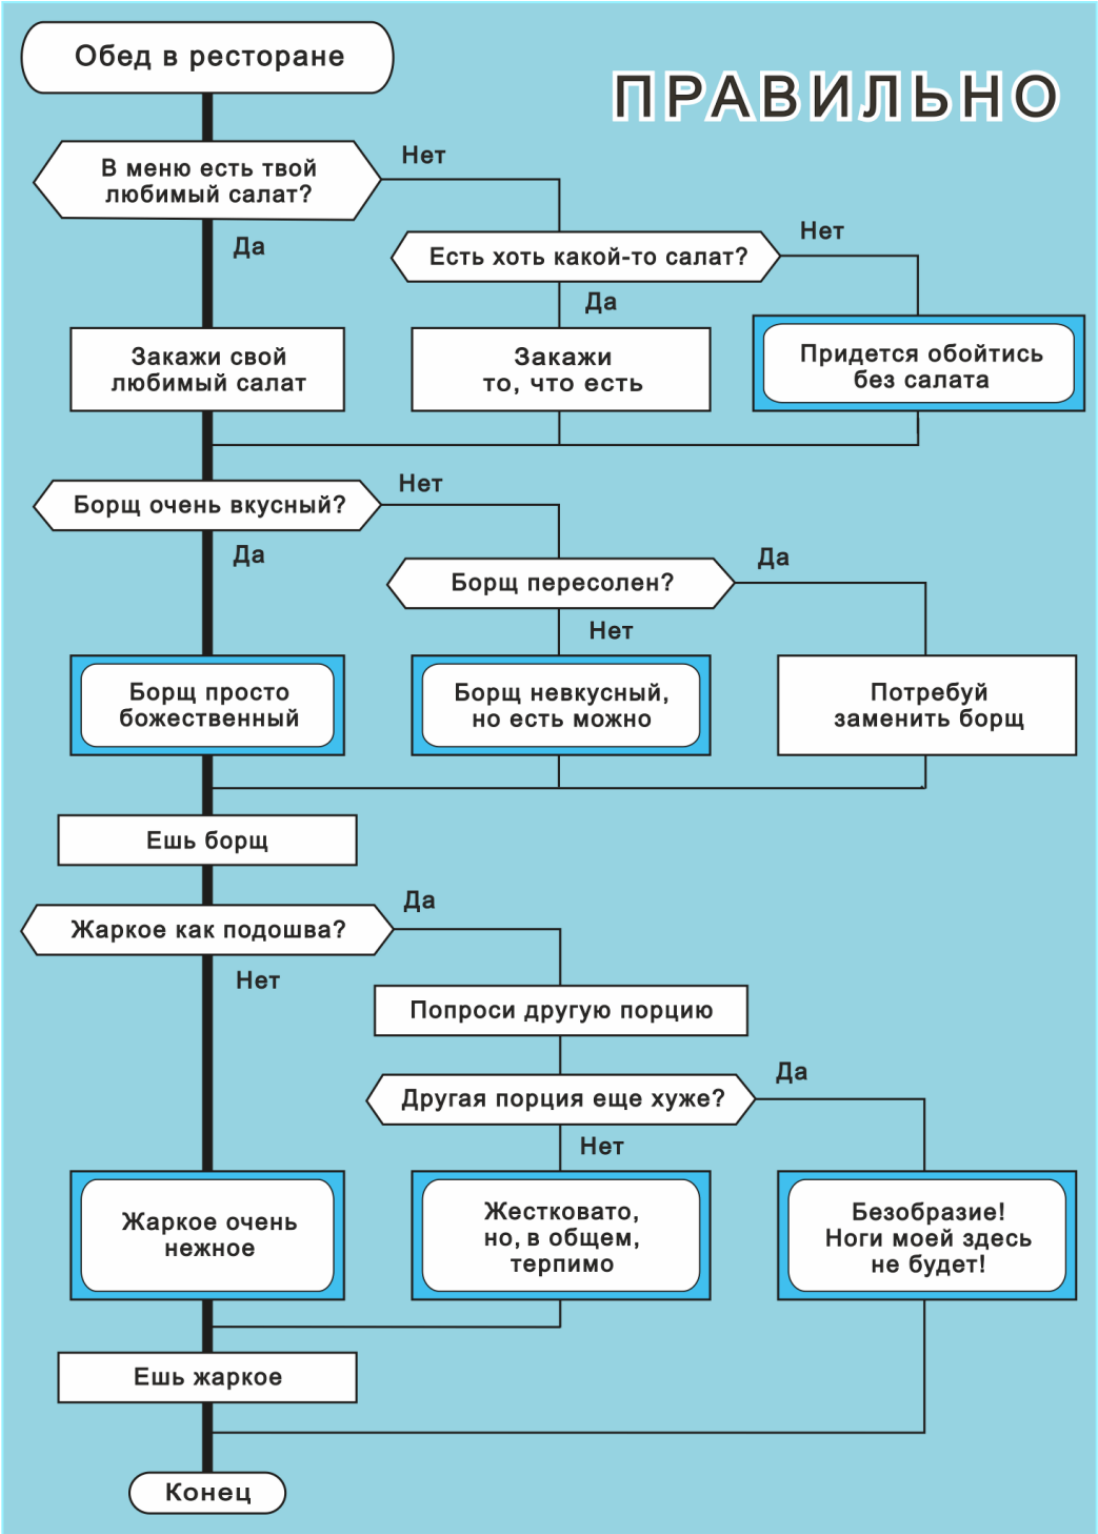 Обед в ресторане
ПРАВИЛЬНО
В меню есть твой
любимый салат?
Нет
Да
Есть хоть какой-то салат?
Нет
Да
Закажи свой
любимый салат
Закажи
то, что есть
Придется обойтись
без салата
Борщ очень вкусный?
Нет
Да
Борщ пересолен?
Да
Нет
Борщ просто
божественный
Борщ невкусный,
но есть можно
Потребуй
заменить борщ
Ешь борщ
Жаркое как подошва?
Да
Нет
Попроси другую порцию
Другая порция еще хуже?
Да
Нет
Жаркое очень
нежное
Жестковато,
но, в общем,
терпимо
Безобразие!
Ноги моей здесь
не будет!
Ешь жаркое
Конец